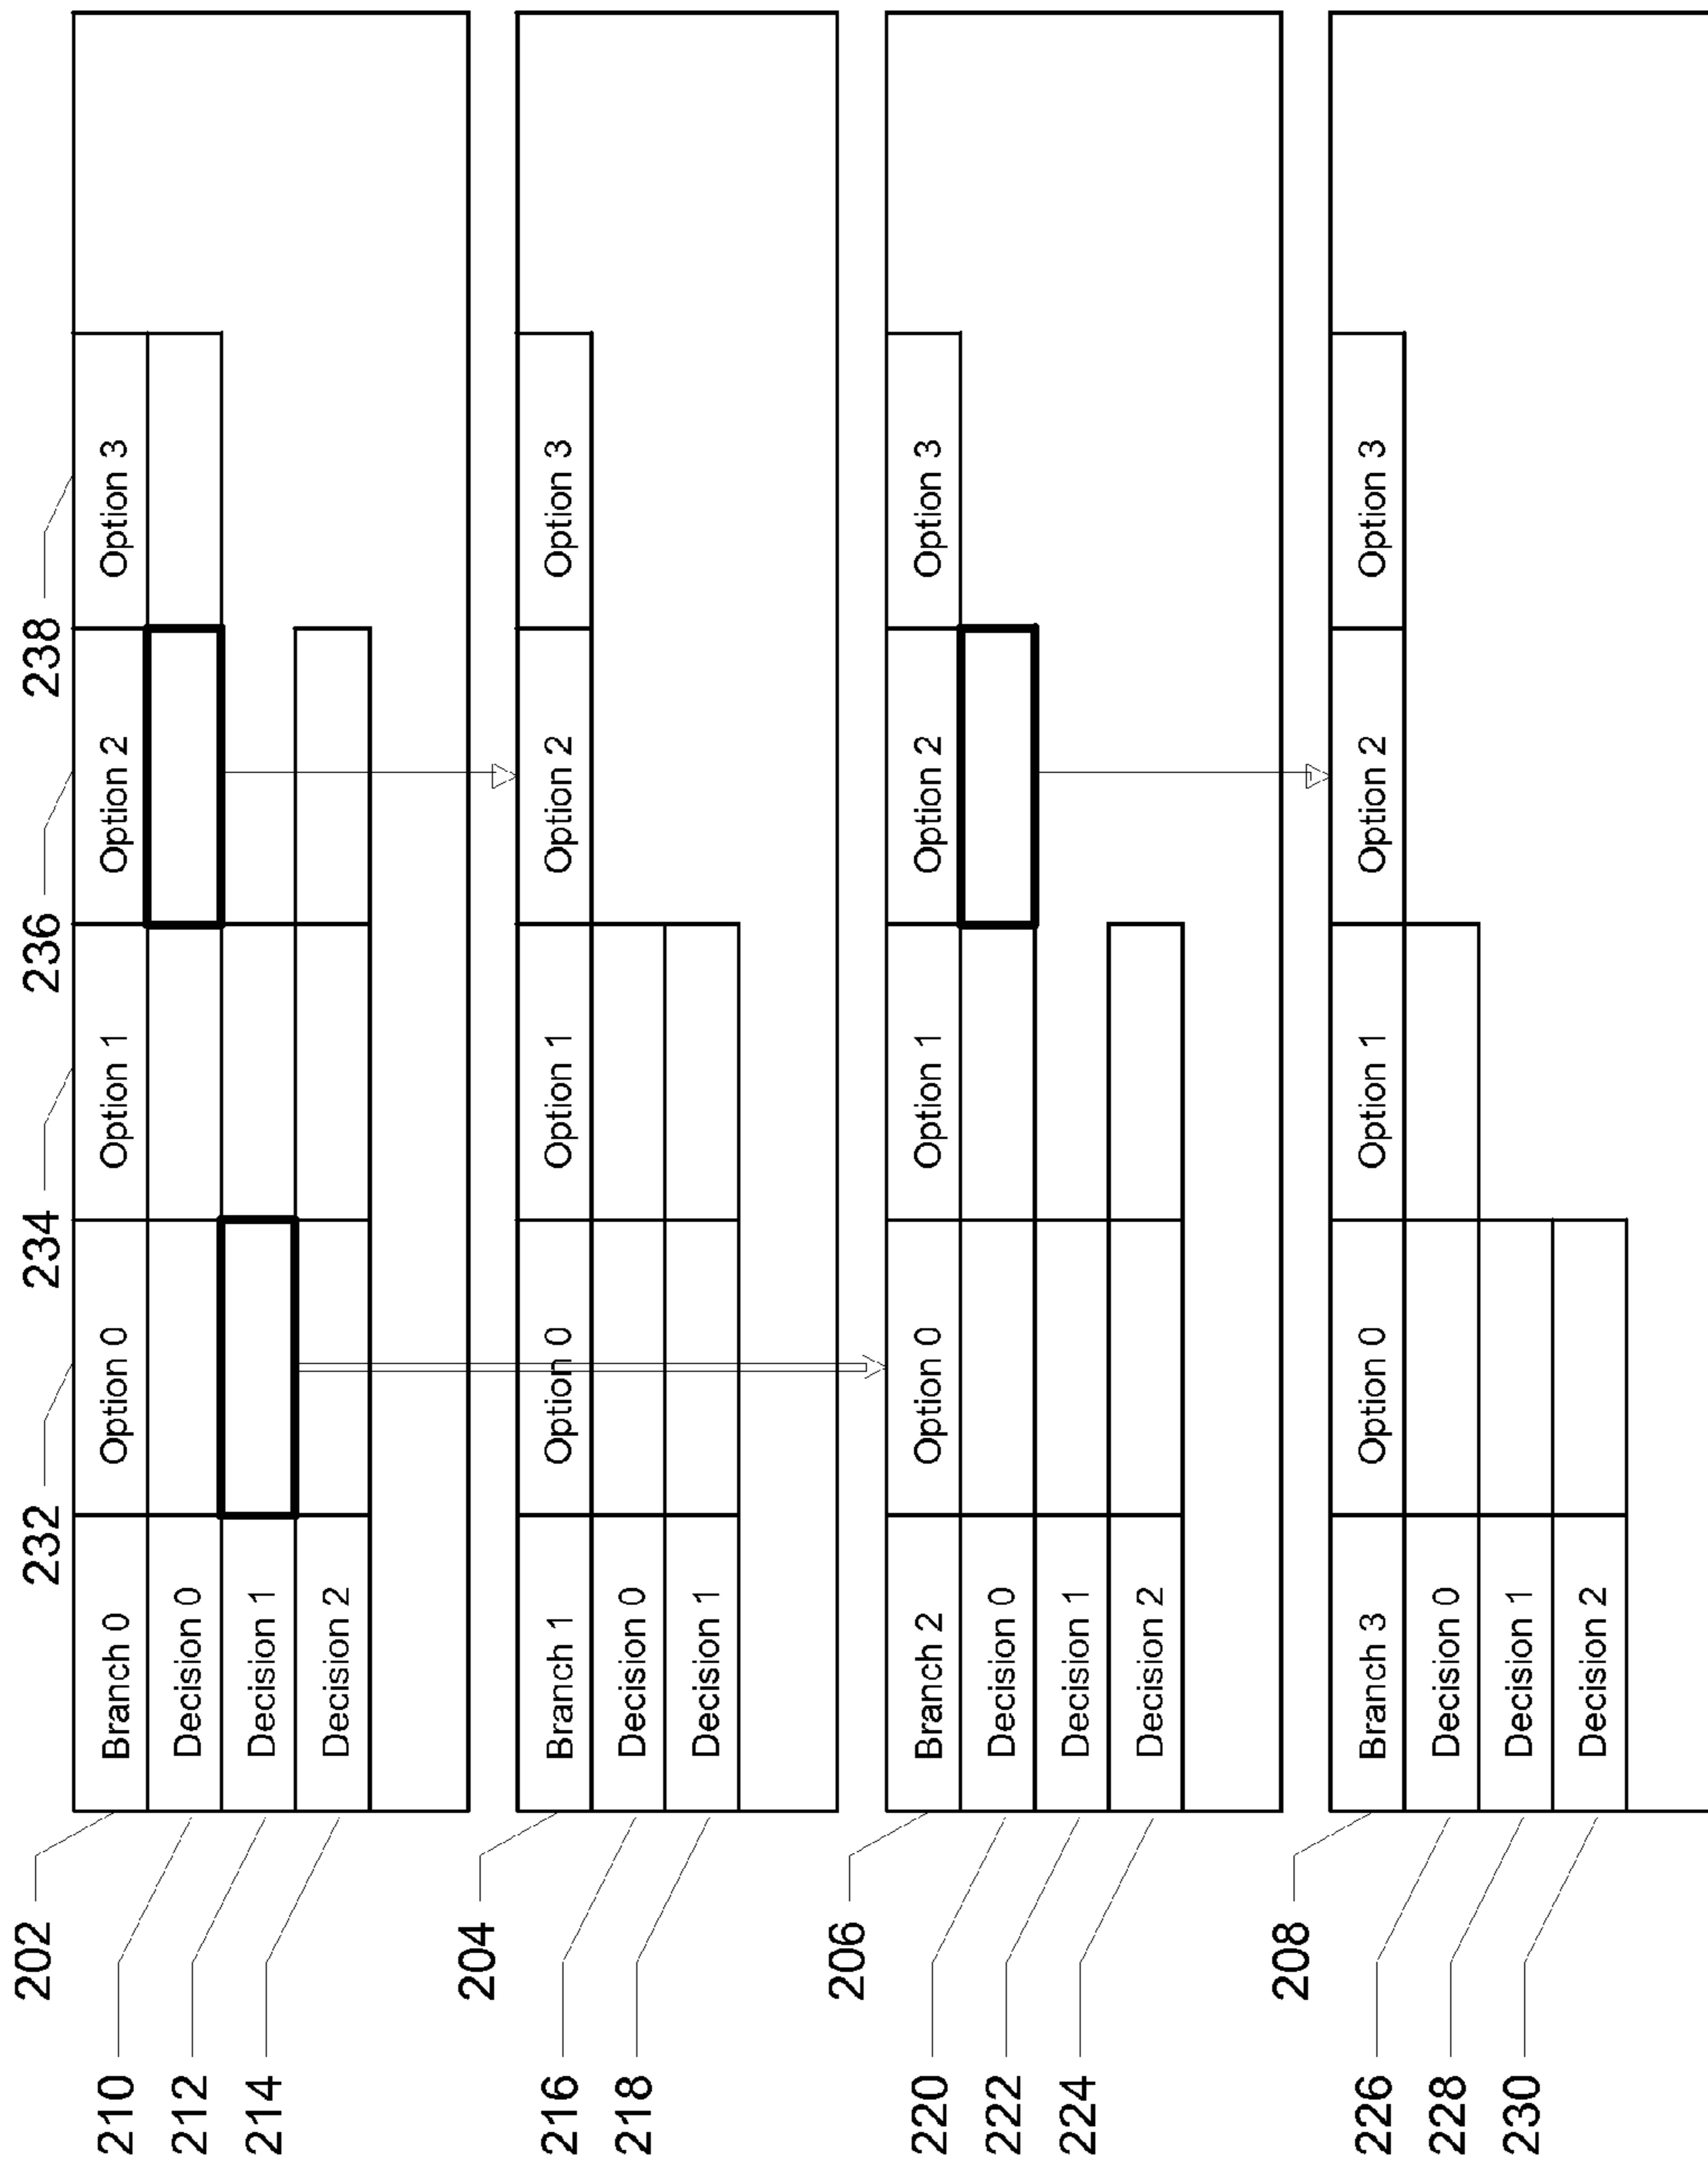 232 234 236 238
202 Branch 0 Option 0 Option 1 Option 2 Option 3
210 Decision 0
212 Decision 1
214 Decision 2
204 Branch 1 Option 0 Option 1 Option 2 Option 3
216 Decision 0
218 Decision 1
206 Branch 2 Option 0 Option 1 Option 2 Option 3
220 Decision 0
222 Decision 1
224 Decision 2
208 Branch 3 Option 0 Option 1 Option 2 Option 3
226 Decision 0
228 Decision 1
230 Decision 2